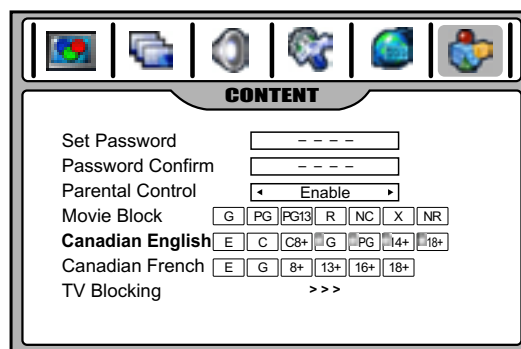 CONTENT
Set Password – – – –
Password Confirm – – – –
Parental Control ◂ Enable ▸
Movie Block G PG PG13 R NC X NR
Canadian English E C C8+ G PG 14+ 18+
Canadian French E G 8+ 13+ 16+ 18+
TV Blocking >>>